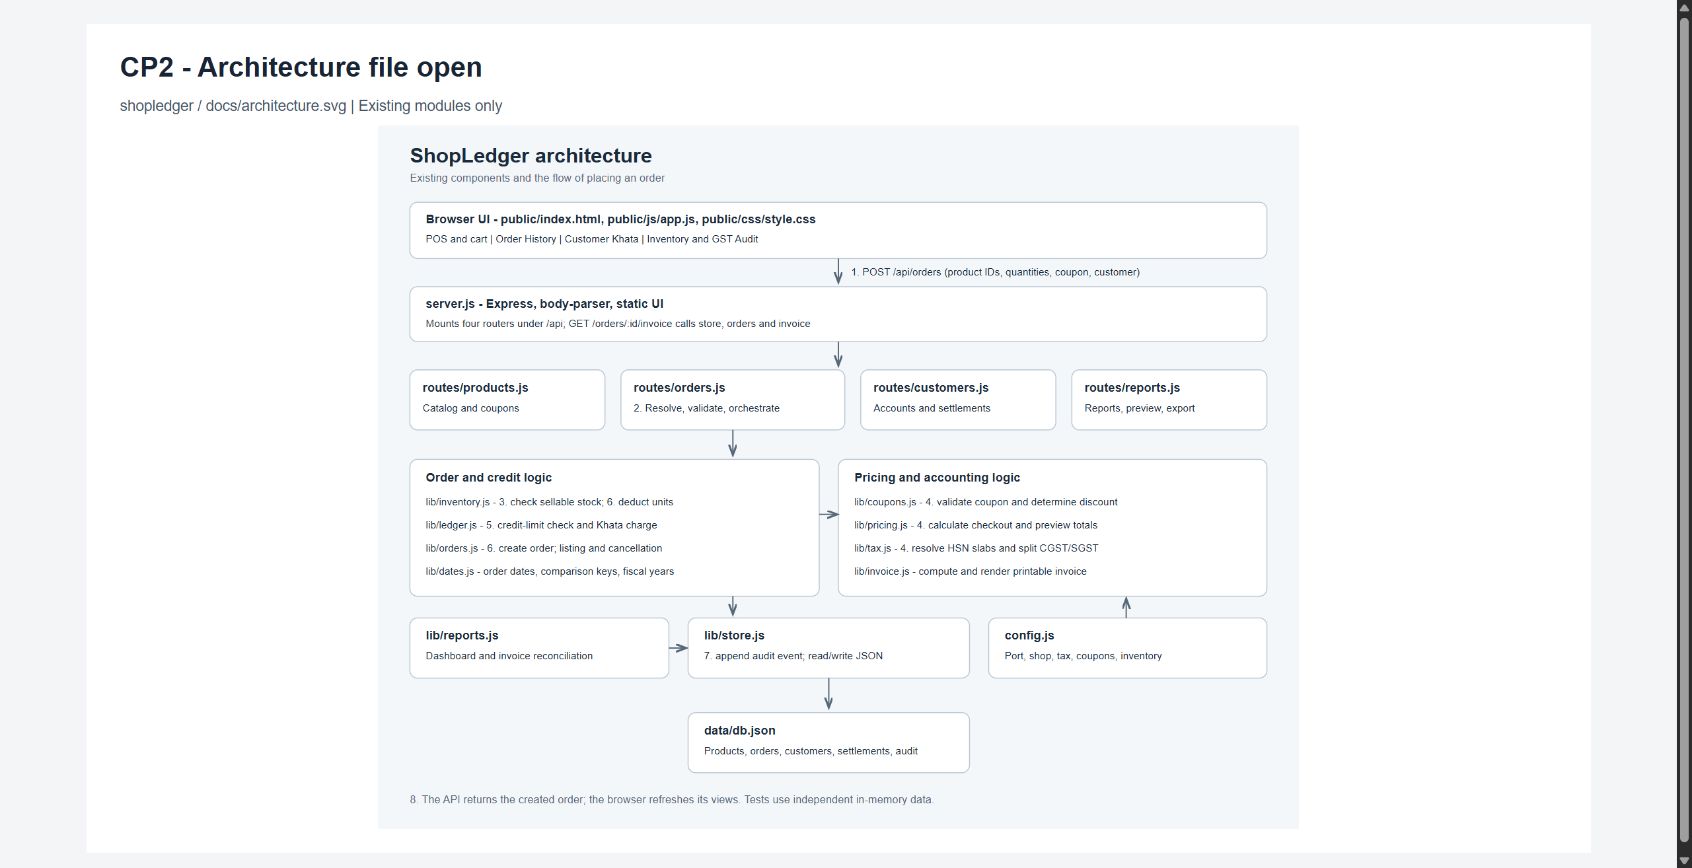 CP2 - Architecture file open
shopledger / docs/architecture.svg | Existing modules only
ShopLedger architecture
Existing components and the flow of placing an order
Browser UI - public/index.html, public/js/app.js, public/css/style.css
POS and cart | Order History | Customer Khata | Inventory and GST Audit
1. POST /api/orders (product IDs, quantities, coupon, customer)
server.js - Express, body-parser, static UI
Mounts four routers under /api; GET /orders/:id/invoice calls store, orders and invoice
routes/products.js
Catalog and coupons
routes/orders.js
2. Resolve, validate, orchestrate
routes/customers.js
Accounts and settlements
routes/reports.js
Reports, preview, export
Order and credit logic
lib/inventory.js - 3. check sellable stock; 6. deduct units
lib/ledger.js - 5. credit-limit check and Khata charge
lib/orders.js - 6. create order; listing and cancellation
lib/dates.js - order dates, comparison keys, fiscal years
Pricing and accounting logic
lib/coupons.js - 4. validate coupon and determine discount
lib/pricing.js - 4. calculate checkout and preview totals
lib/tax.js - 4. resolve HSN slabs and split CGST/SGST
lib/invoice.js - compute and render printable invoice
lib/reports.js
Dashboard and invoice reconciliation
lib/store.js
7. append audit event; read/write JSON
config.js
Port, shop, tax, coupons, inventory
data/db.json
Products, orders, customers, settlements, audit
8. The API returns the created order; the browser refreshes its views. Tests use independent in-memory data.